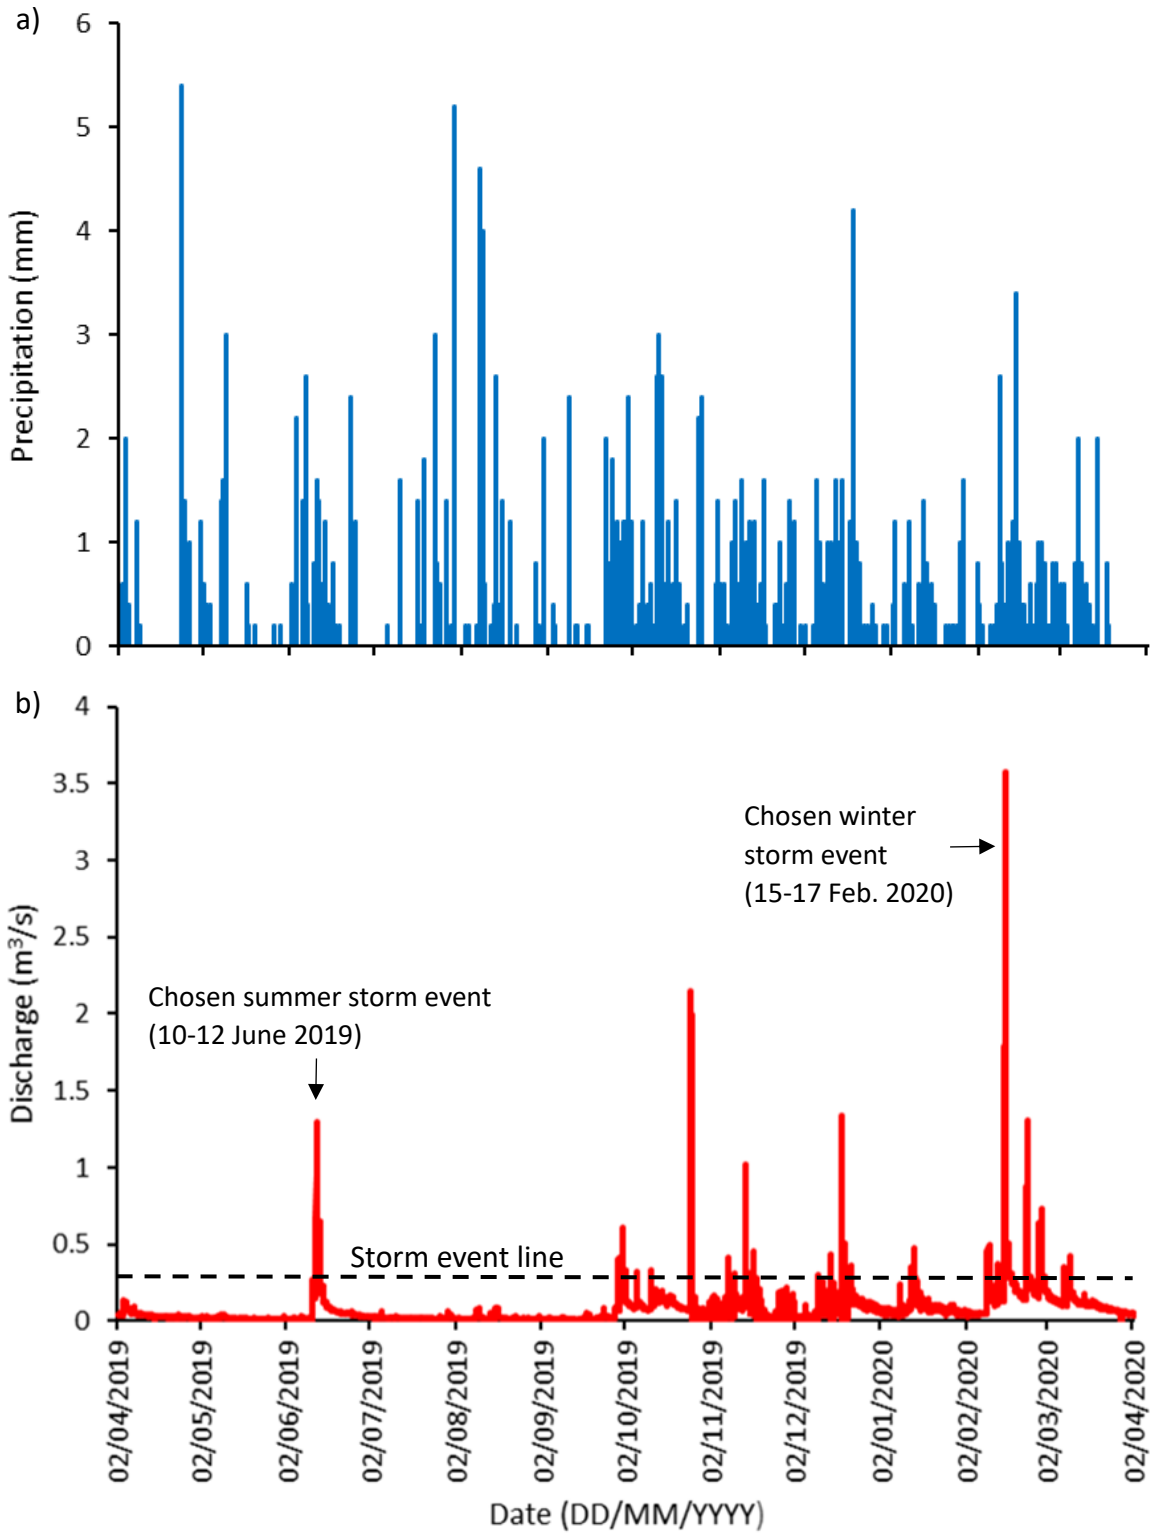 a)
Precipitation (mm)
6
5
4
3
2
1
0
b)
Discharge (m³/s)
4
3.5
3
2.5
2
1.5
1
0.5
0
Chosen winter
storm event
(15-17 Feb. 2020)
Chosen summer storm event
(10-12 June 2019)
Storm event line
02/04/2019
02/05/2019
02/06/2019
02/07/2019
02/08/2019
02/09/2019
02/10/2019
02/11/2019
02/12/2019
02/01/2020
02/02/2020
02/03/2020
02/04/2020
Date (DD/MM/YYYY)